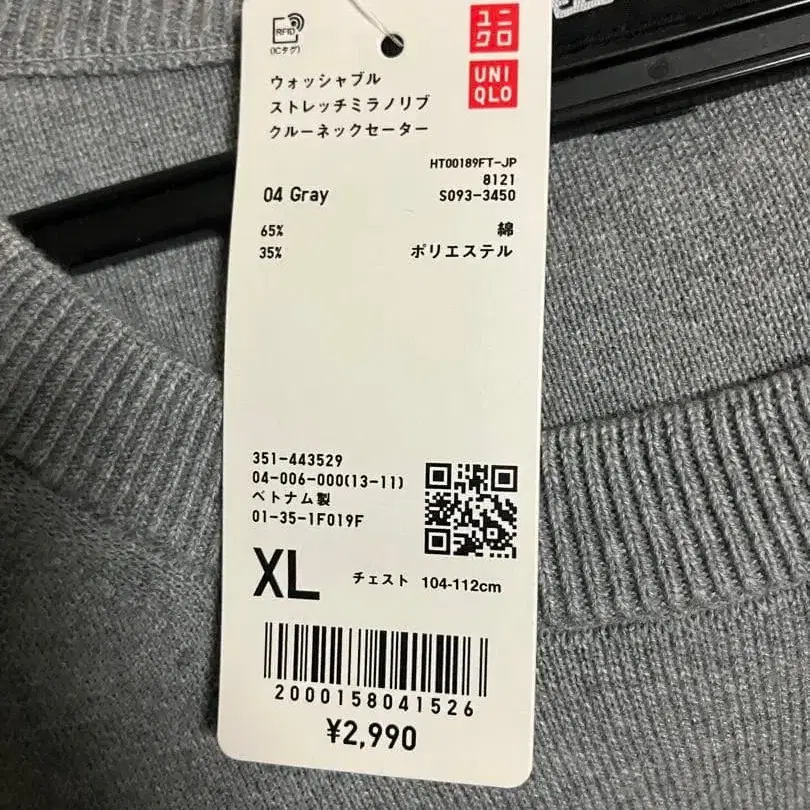 RFID
(ICタグ)
ユニ
クロ
UNI
QLO
ウォッシャブル
ストレッチミラノリブ
クルーネックセーター
HT00189FT-JP
8121
S093-3450
04 Gray
65% 綿
35% ポリエステル
351-443529
04-006-000(13-11)
ベトナム製
01-35-1F019F
XL チェスト 104-112cm
2000158041526
¥2,990